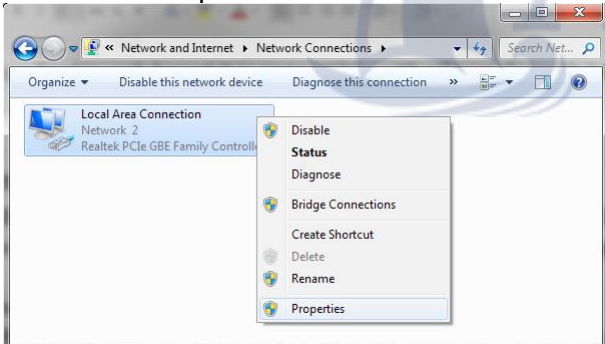 « Network and Internet ▸ Network Connections ▸
Search Net...
Organize ▾ Disable this network device Diagnose this connection »
Local Area Connection
Network 2
Realtek PCIe GBE Family Controlle
Disable
Status
Diagnose
Bridge Connections
Create Shortcut
Delete
Rename
Properties